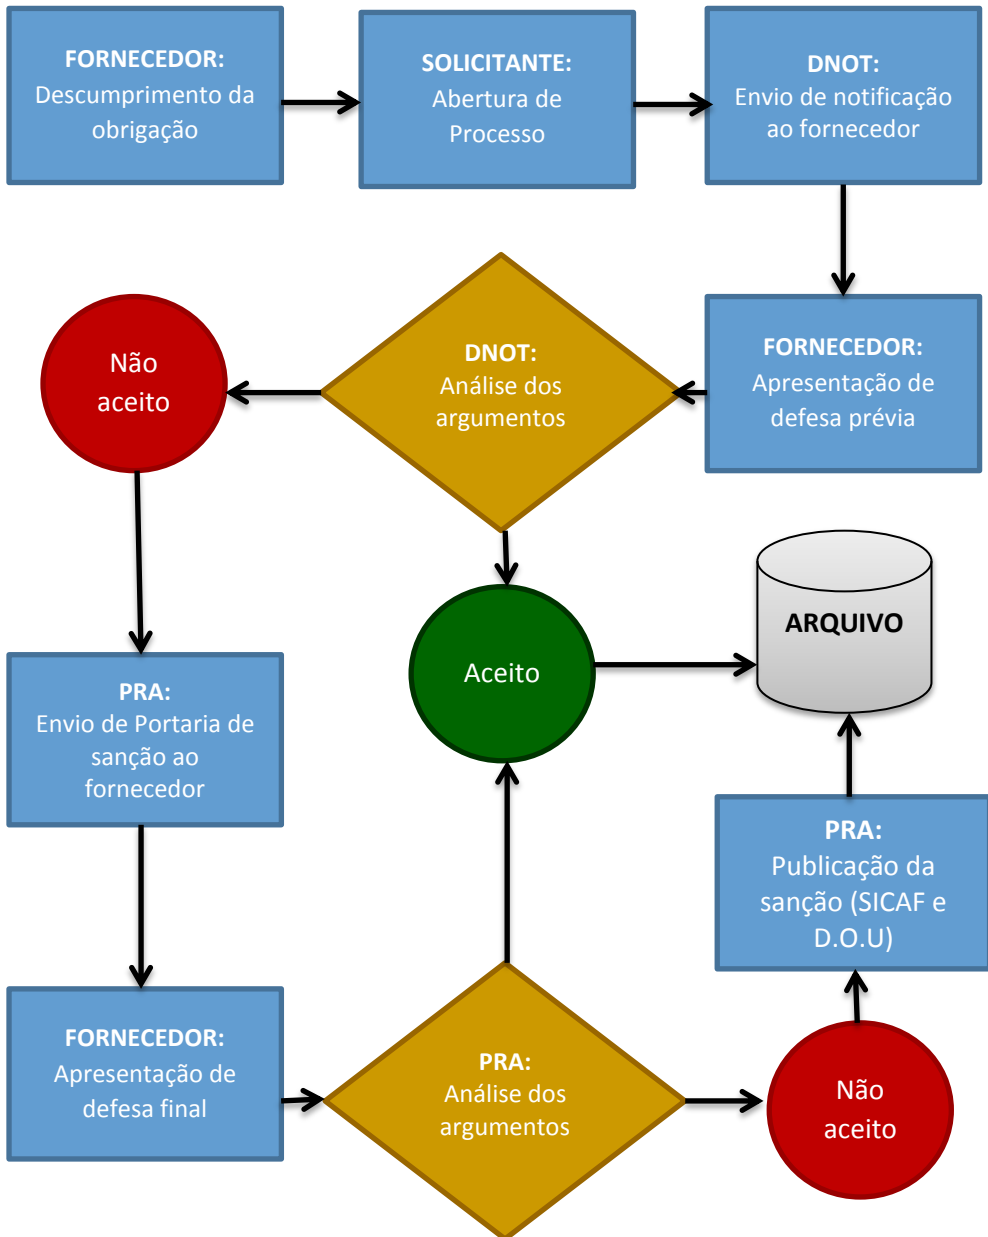 FORNECEDOR:
Descumprimento da
obrigação
SOLICITANTE:
Abertura de
Processo
DNOT:
Envio de notificação
ao fornecedor
FORNECEDOR:
Apresentação de
defesa prévia
DNOT:
Análise dos
argumentos
Não
aceito
Aceito
ARQUIVO
PRA:
Envio de Portaria de
sanção ao
fornecedor
FORNECEDOR:
Apresentação de
defesa final
PRA:
Análise dos
argumentos
Não
aceito
PRA:
Publicação da
sanção (SICAF e
D.O.U)